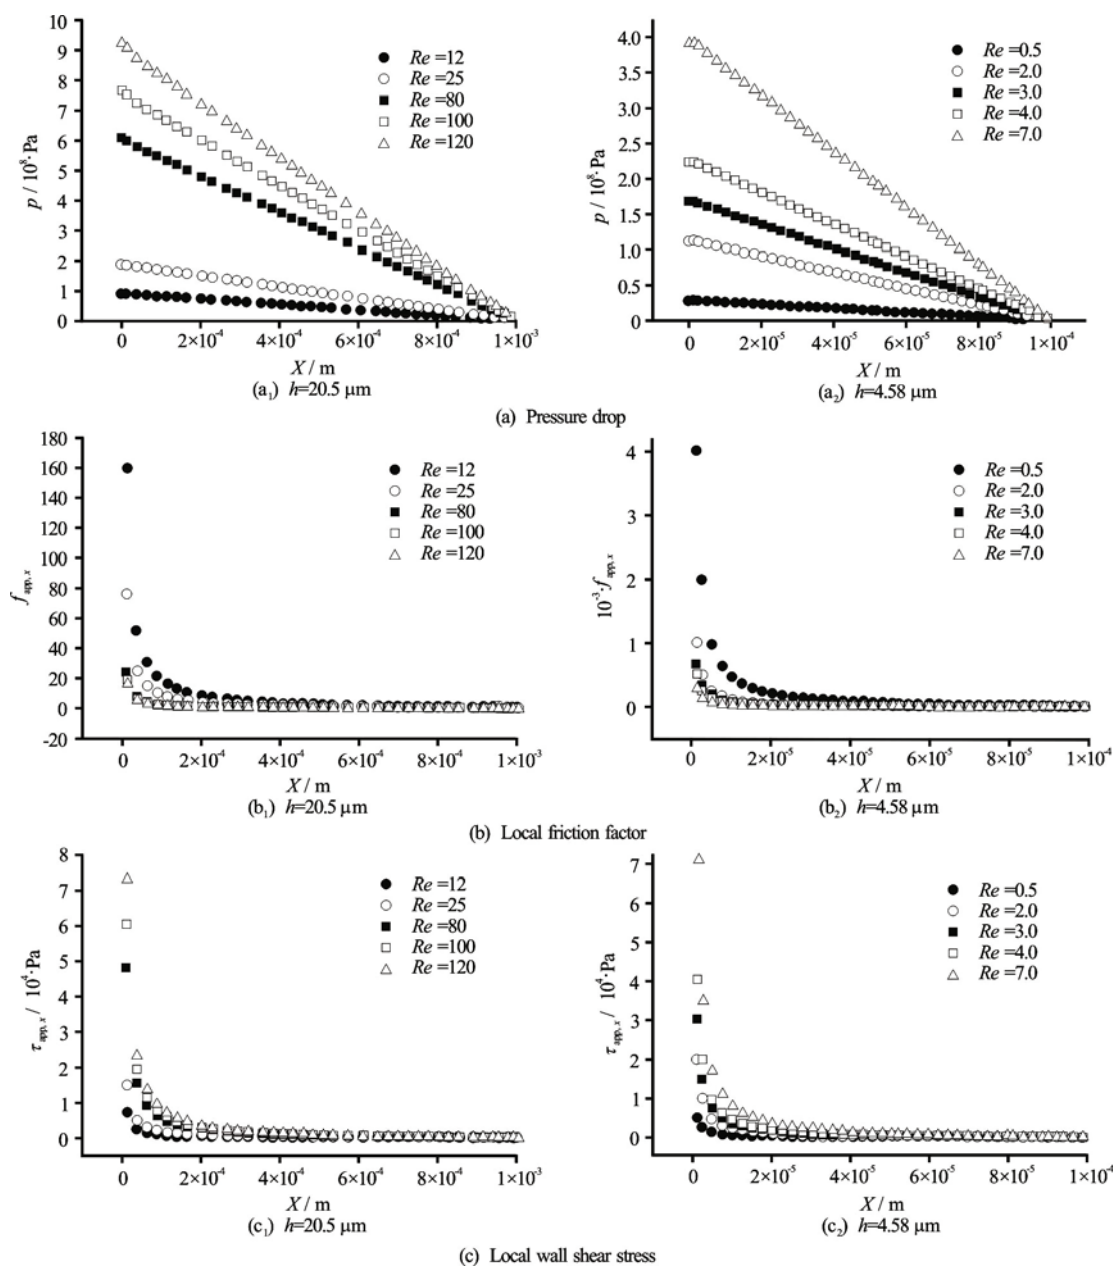 10
9
8
7
6
5
4
3
2
1
0
p / 10⁸·Pa
Re=12
Re=25
Re=80
Re=100
Re=120
0 2×10⁻⁴ 4×10⁻⁴ 6×10⁻⁴ 8×10⁻⁴ 1×10⁻³
X / m
(a₁) h=20.5 μm
4.0
3.5
3.0
2.5
2.0
1.5
1.0
0.5
0
p / 10⁸·Pa
Re=0.5
Re=2.0
Re=3.0
Re=4.0
Re=7.0
0 2×10⁻⁵ 4×10⁻⁵ 6×10⁻⁵ 8×10⁻⁵ 1×10⁻⁴
X / m
(a₂) h=4.58 μm
(a) Pressure drop
180
160
140
120
100
80
60
40
20
0
-20
f app,x
Re=12
Re=25
Re=80
Re=100
Re=120
0 2×10⁻⁴ 4×10⁻⁴ 6×10⁻⁴ 8×10⁻⁴ 1×10⁻³
X / m
(b₁) h=20.5 μm
4
3
2
1
0
10⁻³·f app,x
Re=0.5
Re=2.0
Re=3.0
Re=4.0
Re=7.0
0 2×10⁻⁵ 4×10⁻⁵ 6×10⁻⁵ 8×10⁻⁵ 1×10⁻⁴
X / m
(b₂) h=4.58 μm
(b) Local friction factor
8
7
6
5
4
3
2
1
0
τ app,x / 10⁴·Pa
Re=12
Re=25
Re=80
Re=100
Re=120
0 2×10⁻⁴ 4×10⁻⁴ 6×10⁻⁴ 8×10⁻⁴ 1×10⁻³
X / m
(c₁) h=20.5 μm
7
6
5
4
3
2
1
0
τ app,x / 10⁴·Pa
Re=0.5
Re=2.0
Re=3.0
Re=4.0
Re=7.0
0 2×10⁻⁵ 4×10⁻⁵ 6×10⁻⁵ 8×10⁻⁵ 1×10⁻⁴
X / m
(c₂) h=4.58 μm
(c) Local wall shear stress